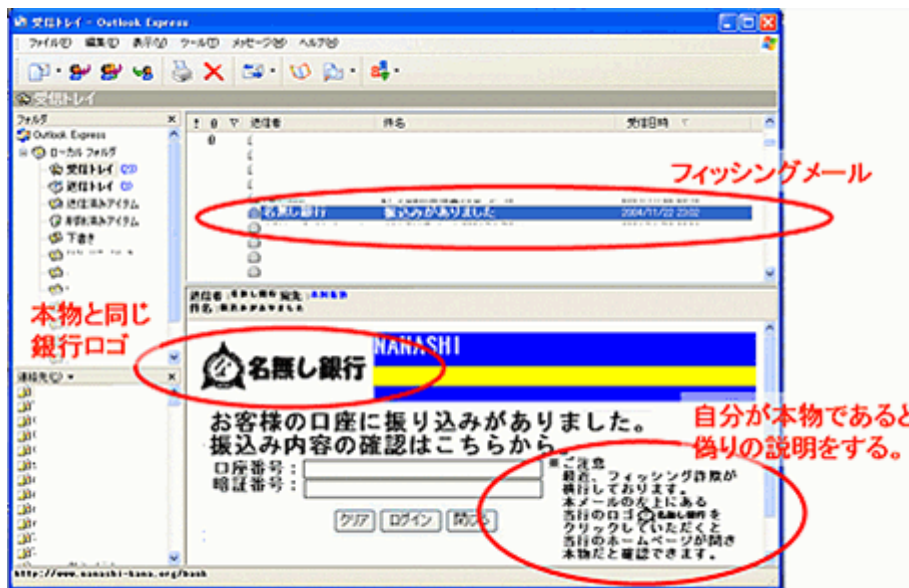 受信トレイ - Outlook Express
ファイル(F) 編集(E) 表示(V) ツール(T) メッセージ(M) ヘルプ(H)
受信トレイ
フォルダ
Outlook Express
ローカル フォルダ
受信トレイ
送信トレイ
送信済みアイテム
削除済みアイテム
下書き
! 0 送信者 件名 受信日時
フィッシングメール
名無し銀行 振込みがありました 2004/11/22 23:02
送信者: 宛先:
件名:
本物と同じ
銀行ロゴ
連絡先(C)
名無し銀行
NANASHI
お客様の口座に振り込みがありました。
振込み内容の確認はこちらから。
口座番号:
暗証番号:
クリア ログイン 閉じる
自分が本物であると
偽りの説明をする。
※ご注意
最近、フィッシング詐欺が
横行しております。
本メールの左上にある
当行のロゴ 名無し銀行を
クリックしていただくと
当行のホームページが開き
本物だと確認できます。